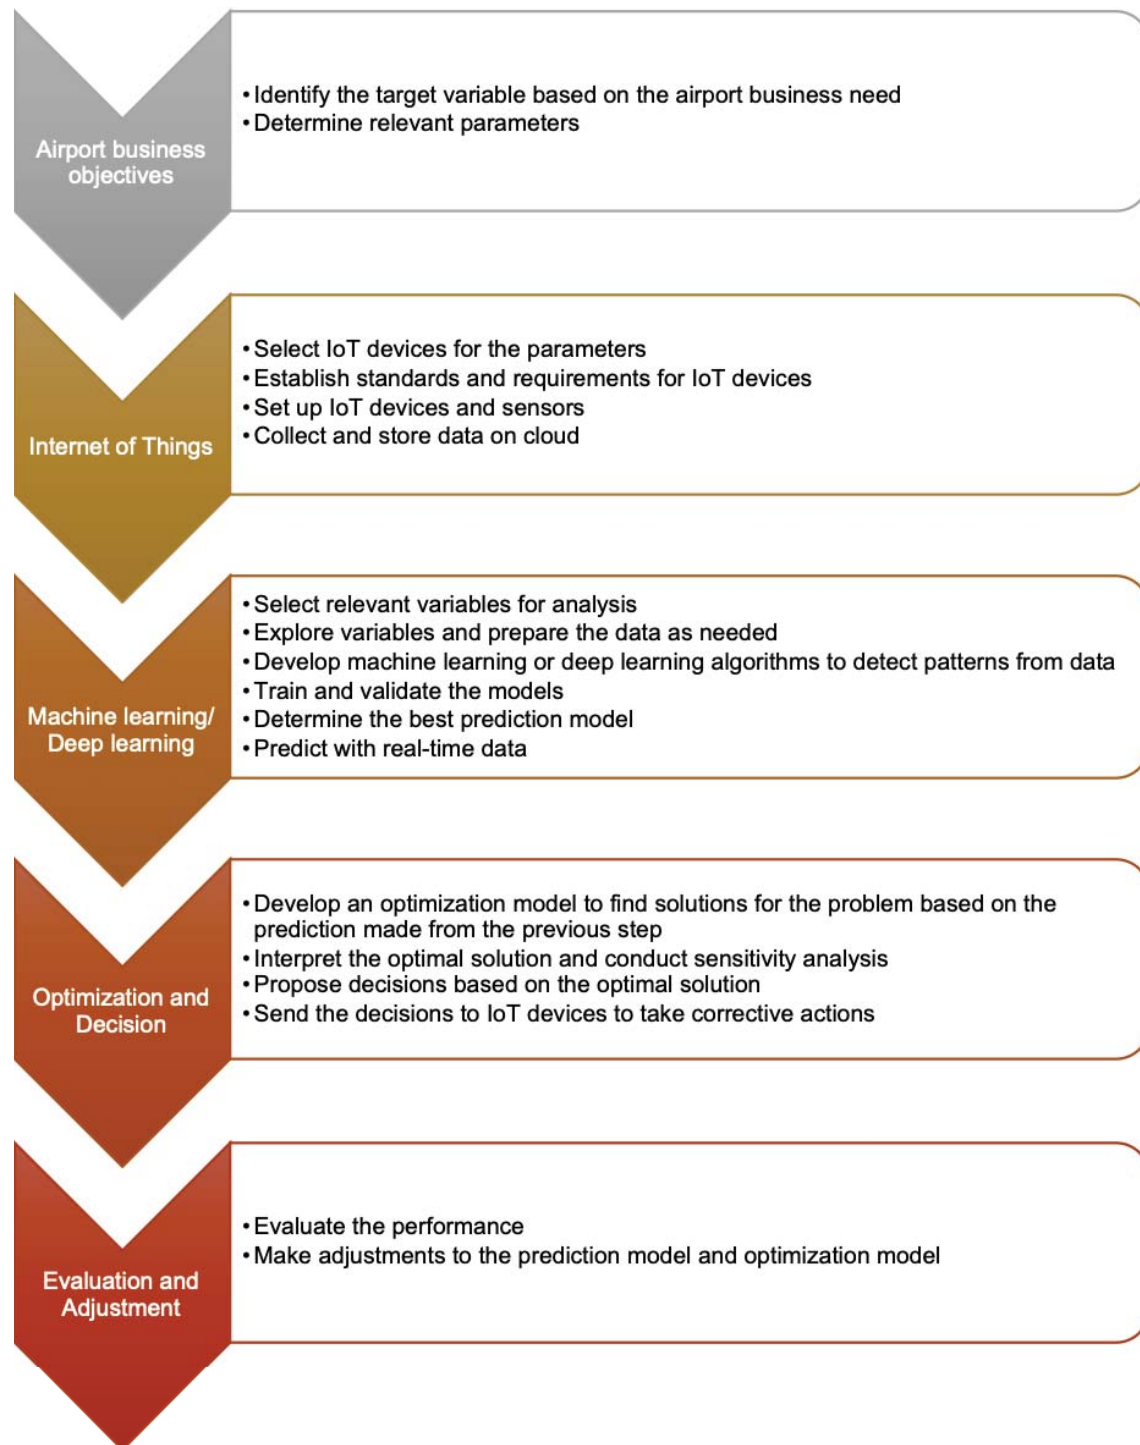 Airport business
objectives
• Identify the target variable based on the airport business need
• Determine relevant parameters
Internet of Things
• Select IoT devices for the parameters
• Establish standards and requirements for IoT devices
• Set up IoT devices and sensors
• Collect and store data on cloud
Machine learning/
Deep learning
• Select relevant variables for analysis
• Explore variables and prepare the data as needed
• Develop machine learning or deep learning algorithms to detect patterns from data
• Train and validate the models
• Determine the best prediction model
• Predict with real-time data
Optimization and
Decision
• Develop an optimization model to find solutions for the problem based on the
prediction made from the previous step
• Interpret the optimal solution and conduct sensitivity analysis
• Propose decisions based on the optimal solution
• Send the decisions to IoT devices to take corrective actions
Evaluation and
Adjustment
• Evaluate the performance
• Make adjustments to the prediction model and optimization model